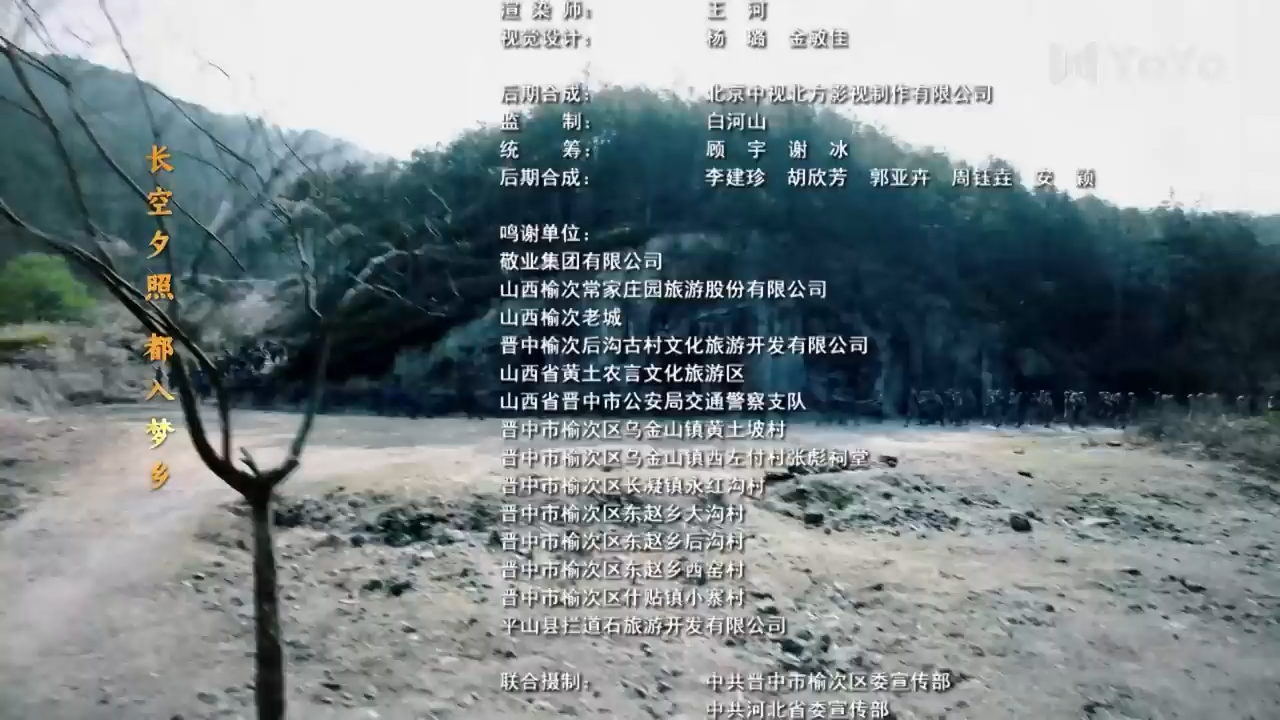 渲染师： 王 河
视觉设计： 杨 璐 金敏佳
YoYo
后期合成： 北京中视北方影视制作有限公司
监 制： 白河山
统 筹： 顾 宇 谢 冰
后期合成： 李建珍 胡欣芳 郭亚卉 周钰垚 安 颖
长空夕照 都入梦乡
鸣谢单位：
敬业集团有限公司
山西榆次常家庄园旅游股份有限公司
山西榆次老城
晋中榆次后沟古村文化旅游开发有限公司
山西省黄土农言文化旅游区
山西省晋中市公安局交通警察支队
晋中市榆次区乌金山镇黄土坡村
晋中市榆次区乌金山镇西左付村张彪祠堂
晋中市榆次区长凝镇永红沟村
晋中市榆次区东赵乡大沟村
晋中市榆次区东赵乡后沟村
晋中市榆次区东赵乡西窑村
晋中市榆次区什贴镇小寨村
平山县拦道石旅游开发有限公司
联合摄制： 中共晋中市榆次区委宣传部
中共河北省委宣传部